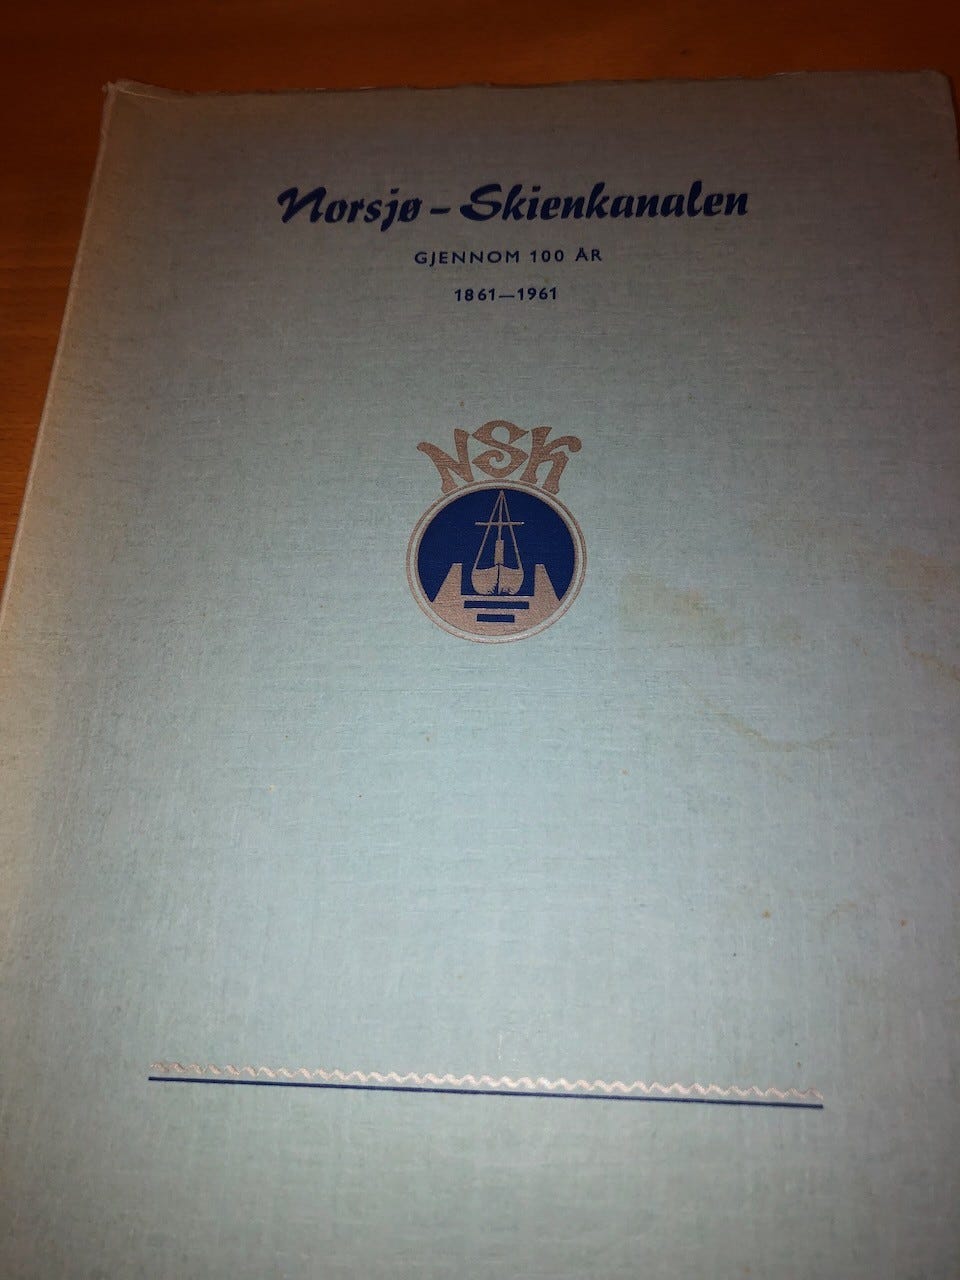 Norsjø – Skienkanalen
GJENNOM 100 ÅR
1861—1961
NSK